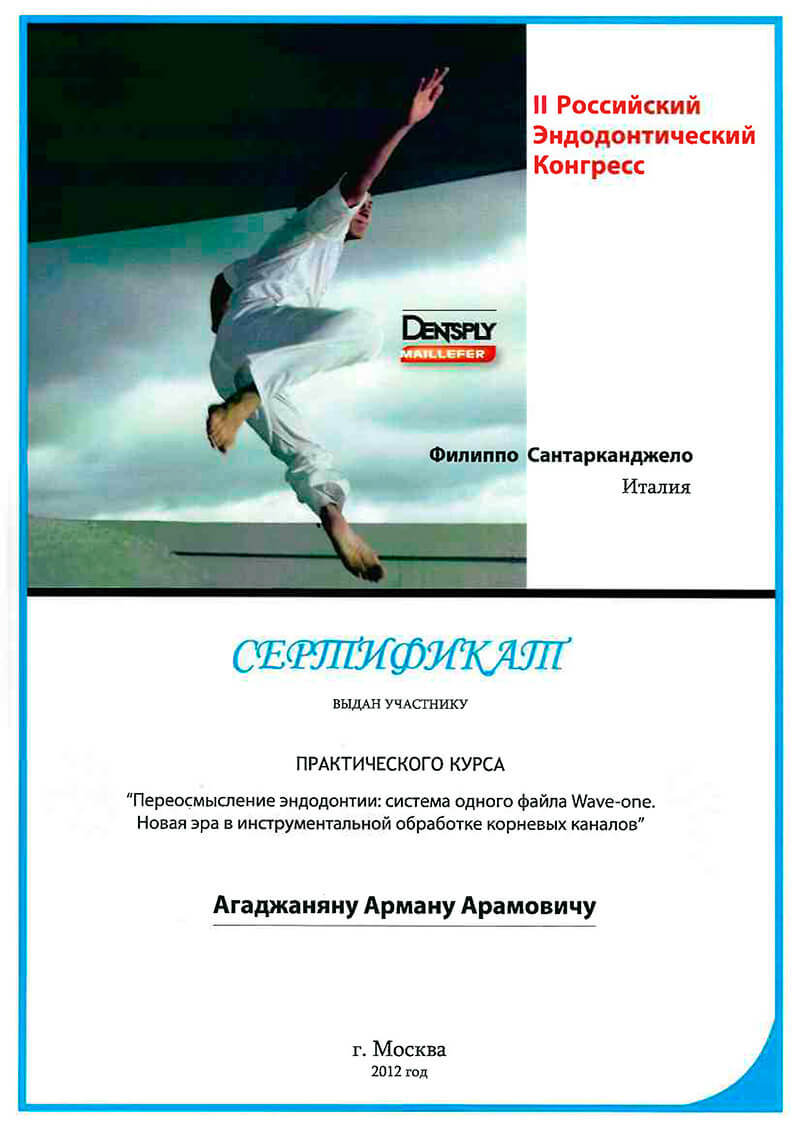 II Российский
Эндодонтический
Конгресс
DENTSPLY
MAILLEFER
Филиппо Сантарканджело
Италия
СЕРТИФИКАТ
ВЫДАН УЧАСТНИКУ
ПРАКТИЧЕСКОГО КУРСА
“Переосмысление эндодонтии: система одного файла Wave-one.
Новая эра в инструментальной обработке корневых каналов”
Агаджаняну Арману Арамовичу
г. Москва
2012 год